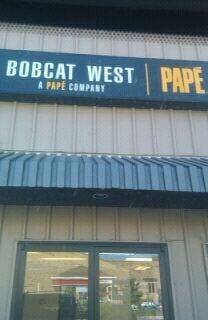 BOBCAT WEST | PAPÉ
A PAPÉ COMPANY